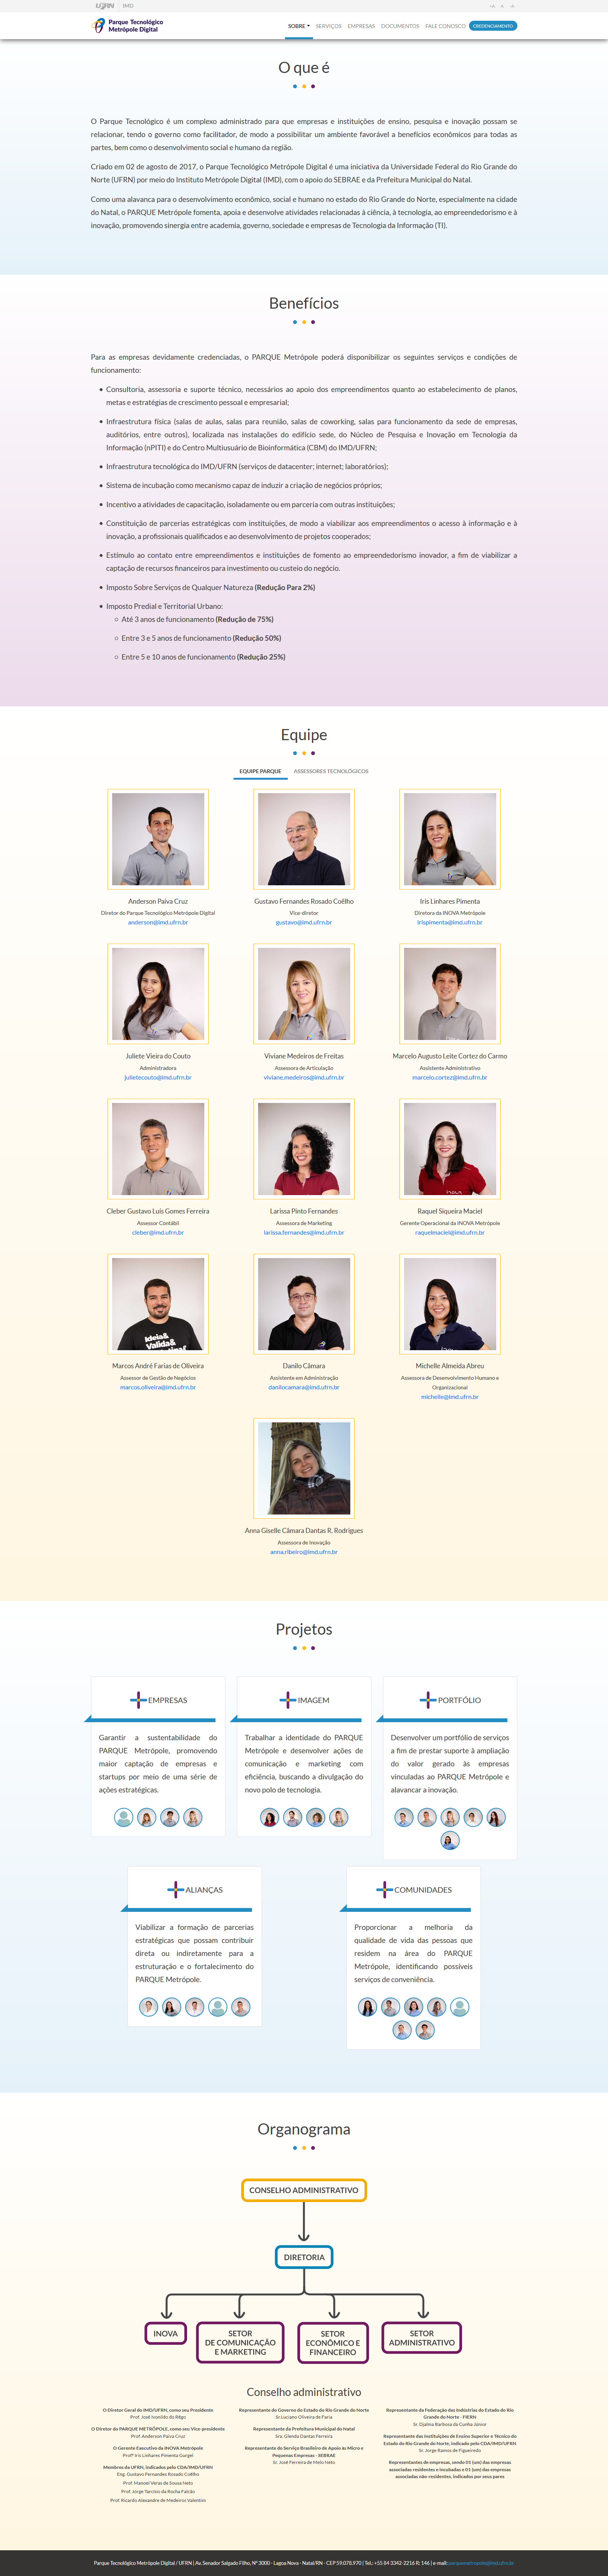 UFRN IMD
+A A -A
Parque Tecnológico
Metrópole Digital
SOBRE SERVIÇOS EMPRESAS DOCUMENTOS FALE CONOSCO CREDENCIAMENTO
O que é
O Parque Tecnológico é um complexo administrado para que empresas e instituições de ensino, pesquisa e inovação possam se
relacionar, tendo o governo como facilitador, de modo a possibilitar um ambiente favorável a benefícios econômicos para todas as
partes, bem como o desenvolvimento social e humano da região.
Criado em 02 de agosto de 2017, o Parque Tecnológico Metrópole Digital é uma iniciativa da Universidade Federal do Rio Grande do
Norte (UFRN) por meio do Instituto Metrópole Digital (IMD), com o apoio do SEBRAE e da Prefeitura Municipal do Natal.
Como uma alavanca para o desenvolvimento econômico, social e humano no estado do Rio Grande do Norte, especialmente na cidade
do Natal, o PARQUE Metrópole fomenta, apoia e desenvolve atividades relacionadas à ciência, à tecnologia, ao empreendedorismo e à
inovação, promovendo sinergia entre academia, governo, sociedade e empresas de Tecnologia da Informação (TI).
Benefícios
Para as empresas devidamente credenciadas, o PARQUE Metrópole poderá disponibilizar os seguintes serviços e condições de
funcionamento:
Consultoria, assessoria e suporte técnico, necessários ao apoio dos empreendimentos quanto ao estabelecimento de planos,
metas e estratégias de crescimento pessoal e empresarial;
Infraestrutura física (salas de aulas, salas para reunião, salas de coworking, salas para funcionamento da sede de empresas,
auditórios, entre outros), localizada nas instalações do edifício sede, do Núcleo de Pesquisa e Inovação em Tecnologia da
Informação (nPITI) e do Centro Multiusuário de Bioinformática (CBM) do IMD/UFRN;
Infraestrutura tecnológica do IMD/UFRN (serviços de datacenter; internet; laboratórios);
Sistema de incubação como mecanismo capaz de induzir a criação de negócios próprios;
Incentivo a atividades de capacitação, isoladamente ou em parceria com outras instituições;
Constituição de parcerias estratégicas com instituições, de modo a viabilizar aos empreendimentos o acesso à informação e à
inovação, a profissionais qualificados e ao desenvolvimento de projetos cooperados;
Estímulo ao contato entre empreendimentos e instituições de fomento ao empreendedorismo inovador, a fim de viabilizar a
captação de recursos financeiros para investimento ou custeio do negócio.
Imposto Sobre Serviços de Qualquer Natureza (Redução Para 2%)
Imposto Predial e Territorial Urbano:
Até 3 anos de funcionamento (Redução de 75%)
Entre 3 e 5 anos de funcionamento (Redução 50%)
Entre 5 e 10 anos de funcionamento (Redução 25%)
Equipe
EQUIPE PARQUE ASSESSORES TECNOLÓGICOS
Anderson Paiva Cruz
Diretor do Parque Tecnológico Metrópole Digital
anderson@imd.ufrn.br
Gustavo Fernandes Rosado Coêlho
Vice-diretor
gustavo@imd.ufrn.br
Iris Linhares Pimenta
Diretora da INOVA Metrópole
irispimenta@imd.ufrn.br
Juliete Vieira do Couto
Administradora
julietecouto@imd.ufrn.br
Viviane Medeiros de Freitas
Assessora de Articulação
viviane.medeiros@imd.ufrn.br
Marcelo Augusto Leite Cortez do Carmo
Assistente Administrativo
marcelo.cortez@imd.ufrn.br
Cleber Gustavo Luis Gomes Ferreira
Assessor Contábil
cleber@imd.ufrn.br
Larissa Pinto Fernandes
Assessora de Marketing
larissa.fernandes@imd.ufrn.br
Raquel Siqueira Maciel
Gerente Operacional da INOVA Metrópole
raquelmaciel@imd.ufrn.br
Ideia&
Valida&
Marcos André Farias de Oliveira
Assessor de Gestão de Negócios
marcos.oliveira@imd.ufrn.br
Danilo Câmara
Assistente em Administração
danilocamara@imd.ufrn.br
Michelle Almeida Abreu
Assessora de Desenvolvimento Humano e
Organizacional
michelle@imd.ufrn.br
Anna Giselle Câmara Dantas R. Rodrigues
Assessora de Inovação
anna.ribeiro@imd.ufrn.br
Projetos
EMPRESAS
Garantir a sustentabilidade do
PARQUE Metrópole, promovendo
maior captação de empresas e
startups por meio de uma série de
ações estratégicas.
IMAGEM
Trabalhar a identidade do PARQUE
Metrópole e desenvolver ações de
comunicação e marketing com
eficiência, buscando a divulgação do
novo polo de tecnologia.
PORTFÓLIO
Desenvolver um portfólio de serviços
a fim de prestar suporte à ampliação
do valor gerado às empresas
vinculadas ao PARQUE Metrópole e
alavancar a inovação.
ALIANÇAS
Viabilizar a formação de parcerias
estratégicas que possam contribuir
direta ou indiretamente para a
estruturação e o fortalecimento do
PARQUE Metrópole.
COMUNIDADES
Proporcionar a melhoria da
qualidade de vida das pessoas que
residem na área do PARQUE
Metrópole, identificando possíveis
serviços de conveniência.
Organograma
CONSELHO ADMINISTRATIVO
DIRETORIA
INOVA
SETOR
DE COMUNICAÇÃO
E MARKETING
SETOR
ECONÔMICO E
FINANCEIRO
SETOR
ADMINISTRATIVO
Conselho administrativo
O Diretor Geral do IMD/UFRN, como seu Presidente
Prof. José Ivonildo do Rêgo
O Diretor do PARQUE METRÓPOLE, como seu Vice-presidente
Prof. Anderson Paiva Cruz
O Gerente Executivo da INOVA Metrópole
Profª Iris Linhares Pimenta Gurgel
Membros da UFRN, indicados pelo CDA/IMD/UFRN
Eng. Gustavo Fernandes Rosado Coêlho
Prof. Manoel Veras de Sousa Neto
Prof. Jorge Tarcísio da Rocha Falcão
Prof. Ricardo Alexsandre de Medeiros Valentim
Representante do Governo do Estado do Rio Grande do Norte
Sr.Luciano Oliveira de Faria
Representante da Prefeitura Municipal do Natal
Sra. Glenda Dantas Ferreira
Representante do Serviço Brasileiro de Apoio às Micro e
Pequenas Empresas - SEBRAE
Sr. José Ferreira de Melo Neto
Representante da Federação das Indústrias do Estado do Rio
Grande do Norte - FIERN
Sr. Djalma Barbosa da Cunha Júnior
Representante das Instituições de Ensino Superior e Técnico do
Estado do Rio Grande do Norte, indicado pelo CDA/IMD/UFRN
Sr. Jorge Ramos de Figueiredo
Representantes de empresas, sendo 01 (um) das empresas
associadas residentes e incubadas e 01 (um) das empresas
associadas não-residentes, indicados por seus pares
Parque Tecnológico Metrópole Digital / UFRN | Av. Senador Salgado Filho, Nº 3000 - Lagoa Nova - Natal/RN - CEP 59.078.970 | Tel.: +55 84 3342-2216 R: 146 | e-mail:parquemetropole@imd.ufrn.br